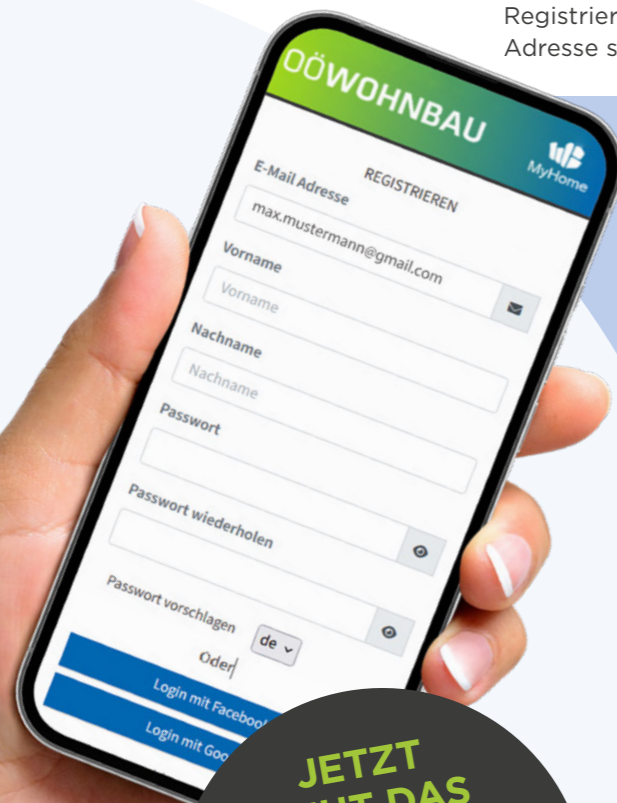 Registrier
Adresse s
OÖWOHNBAU
MyHome
REGISTRIEREN
E-Mail Adresse
max.mustermann@gmail.com
Vorname
Vorname
Nachname
Nachname
Passwort
Passwort wiederholen
Passwort vorschlagen
de
Oder
Login mit Faceboo
Login mit Goo
JETZT
DAS